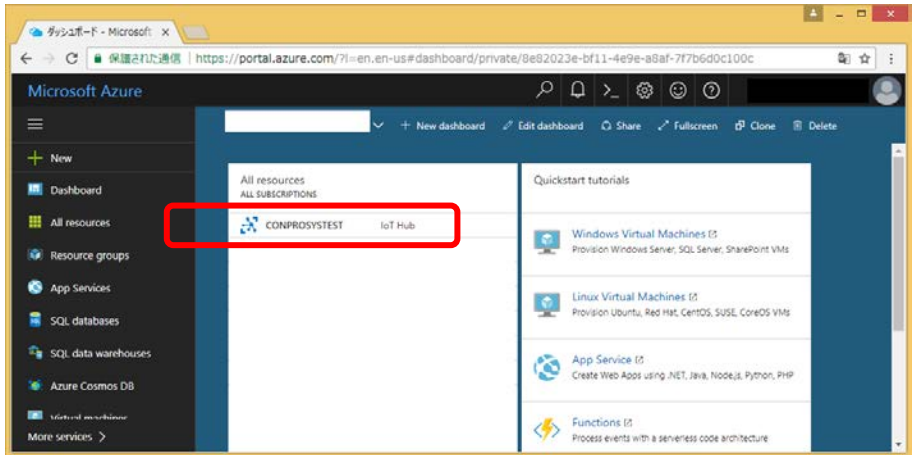 ダッシュボード - Microsoft
保護された通信 | https://portal.azure.com/?l=en.en-us#dashboard/private/8e82023e-bf11-4e9e-a8af-7f7b6d0c100c
Microsoft Azure
+ New dashboard
Edit dashboard
Share
Fullscreen
Clone
Delete
New
Dashboard
All resources
Resource groups
App Services
SQL databases
SQL data warehouses
Azure Cosmos DB
Virtual machines
More services >
All resources
ALL SUBSCRIPTIONS
CONPROSYSTEST IoT Hub
Quickstart tutorials
Windows Virtual Machines
Provision Windows Server, SQL Server, SharePoint VMs
Linux Virtual Machines
Provision Ubuntu, Red Hat, CentOS, SUSE, CoreOS VMs
App Service
Create Web Apps using .NET, Java, Node.js, Python, PHP
Functions
Process events with a serverless code architecture